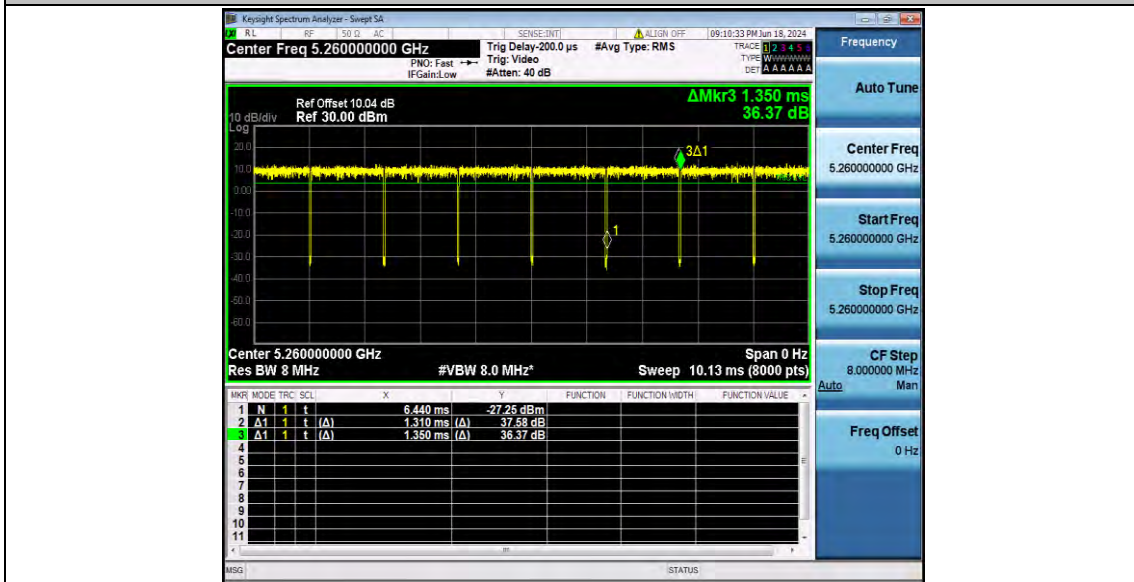 Keysight Spectrum Analyzer - Swept SA
RL RF 50 Ω AC SENSE:INT ALIGN OFF 09:10:33 PM Jun 18, 2024
Center Freq 5.260000000 GHz
Trig Delay-200.0 µs #Avg Type: RMS
TRACE 1 2 3 4 5 6
PNO: Fast Trig: Video
TYPE WWWWWW
IFGain:Low #Atten: 40 dB
DET A A A A A A
ΔMkr3 1.350 ms
36.37 dB
Ref Offset 10.04 dB
10 dB/div Ref 30.00 dBm
Log
20.0
10.0
0.00
-10.0
-20.0
-30.0
-40.0
-50.0
-60.0
3Δ1
1
Center 5.260000000 GHz Span 0 Hz
Res BW 8 MHz #VBW 8.0 MHz* Sweep 10.13 ms (8000 pts)
MKR MODE TRC SCL X Y FUNCTION FUNCTION WIDTH FUNCTION VALUE
1 N 1 t 6.440 ms -27.25 dBm
2 Δ1 1 t (Δ) 1.310 ms (Δ) 37.58 dB
3 Δ1 1 t (Δ) 1.350 ms (Δ) 36.37 dB
4
5
6
7
8
9
10
11
MSG STATUS
Frequency
Auto Tune
Center Freq
5.260000000 GHz
Start Freq
5.260000000 GHz
Stop Freq
5.260000000 GHz
CF Step
8.000000 MHz
Auto Man
Freq Offset
0 Hz